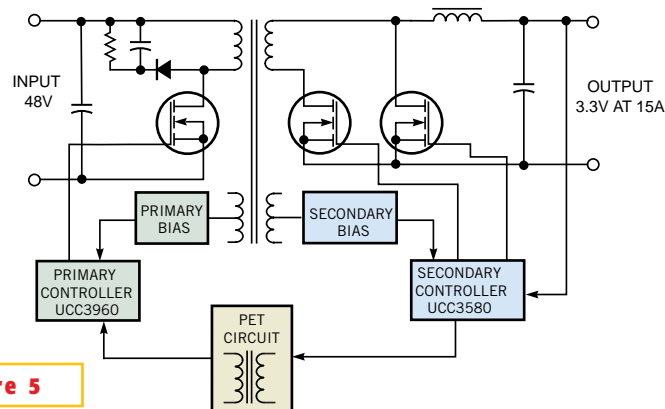 INPUT
48V
OUTPUT
3.3V AT 15A
PRIMARY
BIAS
SECONDARY
BIAS
PRIMARY
CONTROLLER
UCC3960
SECONDARY
CONTROLLER
UCC3580
PET
CIRCUIT
re 5